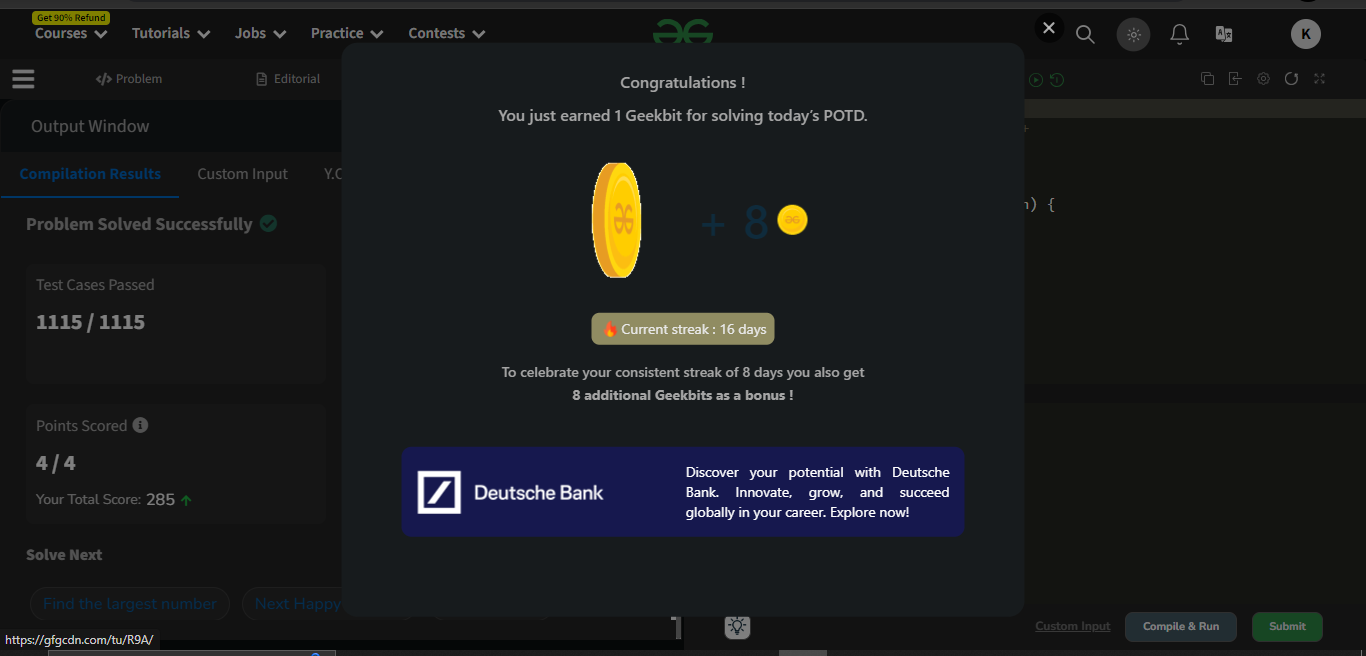 Get 90% Refund
Courses Tutorials Jobs Practice Contests
K
Problem Editorial
Output Window
Compilation Results Custom Input
Problem Solved Successfully
Test Cases Passed
1115 / 1115
Points Scored
4 / 4
Your Total Score: 285
Solve Next
Find the largest number Next Happy
Congratulations !
You just earned 1 Geekbit for solving today’s POTD.
+ 8
Current streak : 16 days
To celebrate your consistent streak of 8 days you also get
8 additional Geekbits as a bonus !
Deutsche Bank
Discover your potential with Deutsche
Bank. Innovate, grow, and succeed
globally in your career. Explore now!
) {
Custom Input Compile & Run Submit
https://gfgcdn.com/tu/R9A/